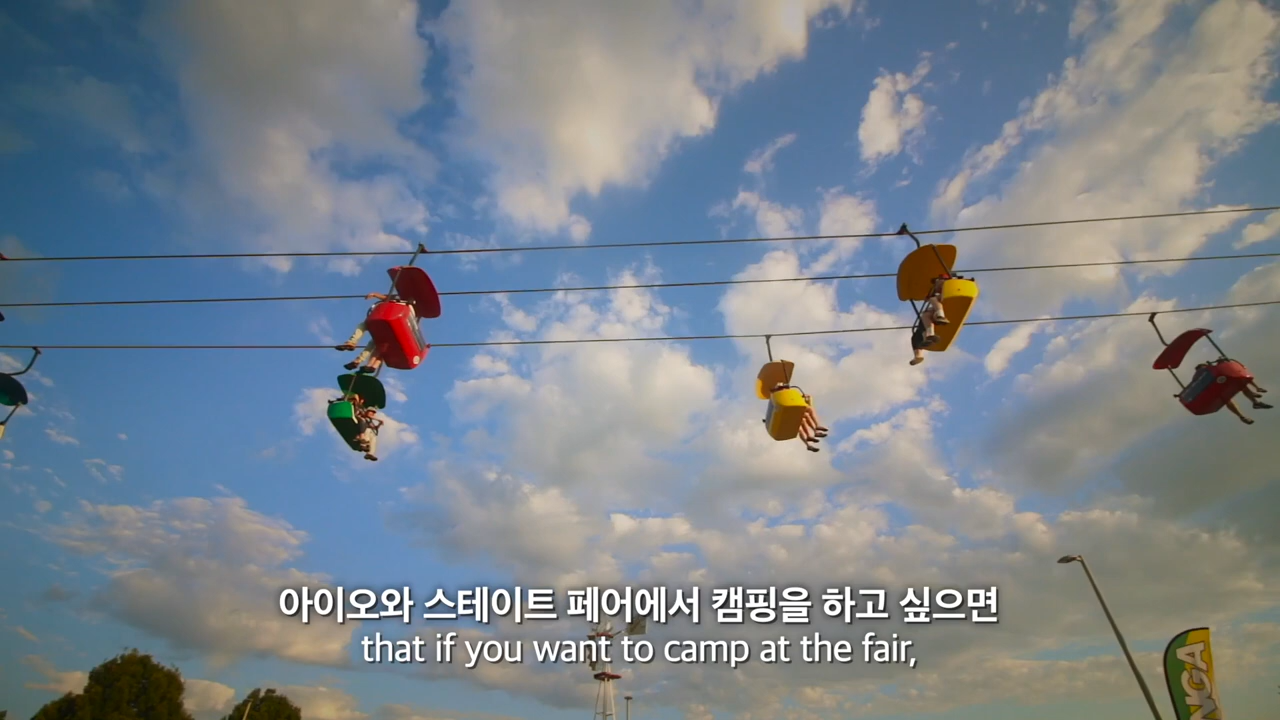 아이오와 스테이트 페어에서 캠핑을 하고 싶으면
that if you want to camp at the fair,
NGA